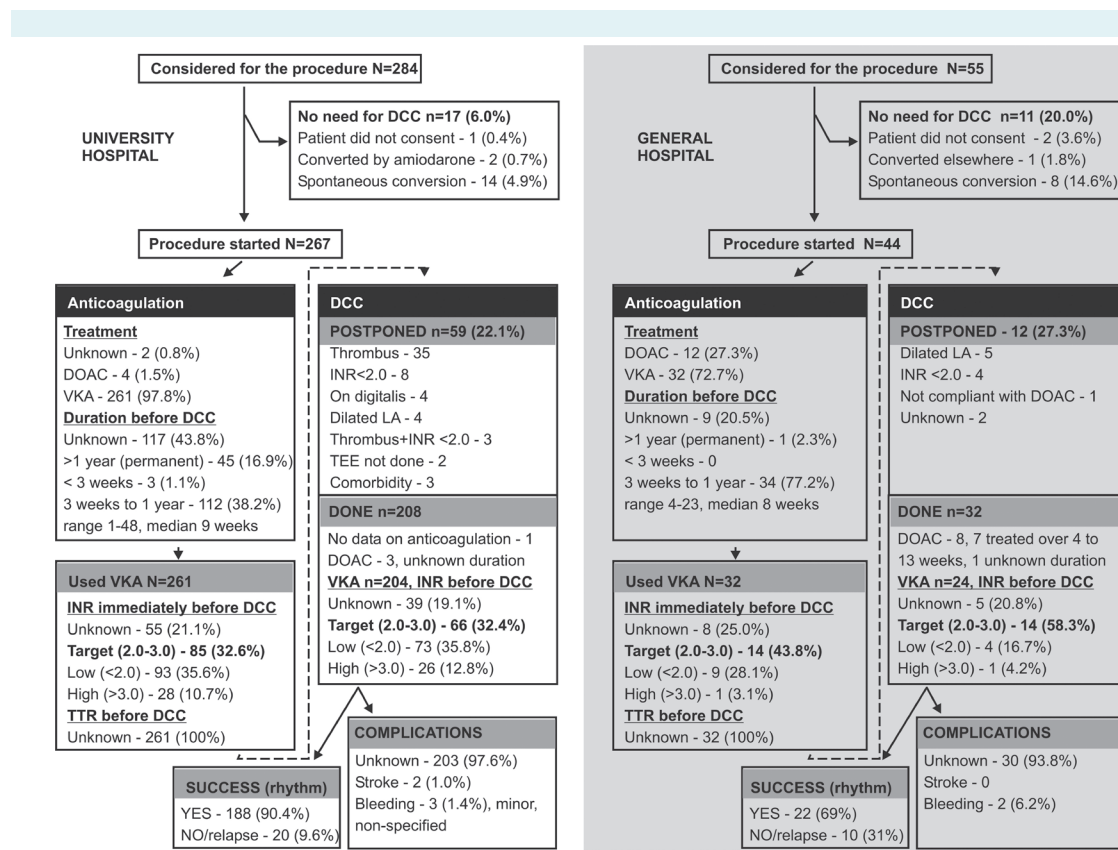 Considered for the procedure N=284
UNIVERSITY
HOSPITAL
No need for DCC n=17 (6.0%)
Patient did not consent - 1 (0.4%)
Converted by amiodarone - 2 (0.7%)
Spontaneous conversion - 14 (4.9%)
Procedure started N=267
Anticoagulation
Treatment
Unknown - 2 (0.8%)
DOAC - 4 (1.5%)
VKA - 261 (97.8%)
Duration before DCC
Unknown - 117 (43.8%)
>1 year (permanent) - 45 (16.9%)
< 3 weeks - 3 (1.1%)
3 weeks to 1 year - 112 (38.2%)
range 1-48, median 9 weeks
Used VKA N=261
INR immediately before DCC
Unknown - 55 (21.1%)
Target (2.0-3.0) - 85 (32.6%)
Low (<2.0) - 93 (35.6%)
High (>3.0) - 28 (10.7%)
TTR before DCC
Unknown - 261 (100%)
DCC
POSTPONED n=59 (22.1%)
Thrombus - 35
INR<2.0 - 8
On digitalis - 4
Dilated LA - 4
Thrombus+INR <2.0 - 3
TEE not done - 2
Comorbidity - 3
DONE n=208
No data on anticoagulation - 1
DOAC - 3, unknown duration
VKA n=204, INR before DCC
Unknown - 39 (19.1%)
Target (2.0-3.0) - 66 (32.4%)
Low (<2.0) - 73 (35.8%)
High (>3.0) - 26 (12.8%)
COMPLICATIONS
Unknown - 203 (97.6%)
Stroke - 2 (1.0%)
Bleeding - 3 (1.4%), minor,
non-specified
SUCCESS (rhythm)
YES - 188 (90.4%)
NO/relapse - 20 (9.6%)
Considered for the procedure N=55
GENERAL
HOSPITAL
No need for DCC n=11 (20.0%)
Patient did not consent - 2 (3.6%)
Converted elsewhere - 1 (1.8%)
Spontaneous conversion - 8 (14.6%)
Procedure started N=44
Anticoagulation
Treatment
DOAC - 12 (27.3%)
VKA - 32 (72.7%)
Duration before DCC
Unknown - 9 (20.5%)
>1 year (permanent) - 1 (2.3%)
< 3 weeks - 0
3 weeks to 1 year - 34 (77.2%)
range 4-23, median 8 weeks
Used VKA N=32
INR immediately before DCC
Unknown - 8 (25.0%)
Target (2.0-3.0) - 14 (43.8%)
Low (<2.0) - 9 (28.1%)
High (>3.0) - 1 (3.1%)
TTR before DCC
Unknown - 32 (100%)
DCC
POSTPONED - 12 (27.3%)
Dilated LA - 5
INR <2.0 - 4
Not compliant with DOAC - 1
Unknown - 2
DONE n=32
DOAC - 8, 7 treated over 4 to
13 weeks, 1 unknown duration
VKA n=24, INR before DCC
Unknown - 5 (20.8%)
Target (2.0-3.0) - 14 (58.3%)
Low (<2.0) - 4 (16.7%)
High (>3.0) - 1 (4.2%)
COMPLICATIONS
Unknown - 30 (93.8%)
Stroke - 0
Bleeding - 2 (6.2%)
SUCCESS (rhythm)
YES - 22 (69%)
NO/relapse - 10 (31%)